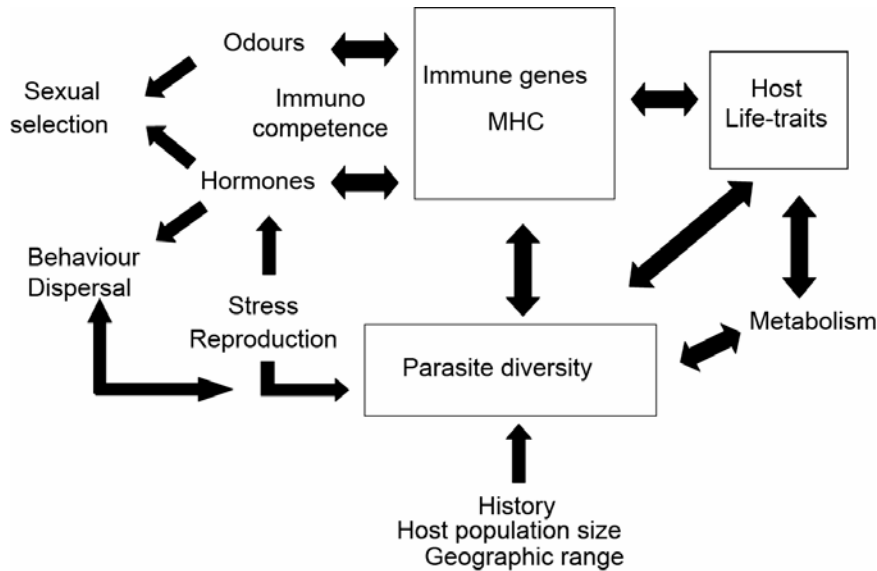 Odours
Sexual
selection
Immuno
competence
Hormones
Immune genes
MHC
Host
Life-traits
Behaviour
Dispersal
Stress
Reproduction
Metabolism
Parasite diversity
History
Host population size
Geographic range